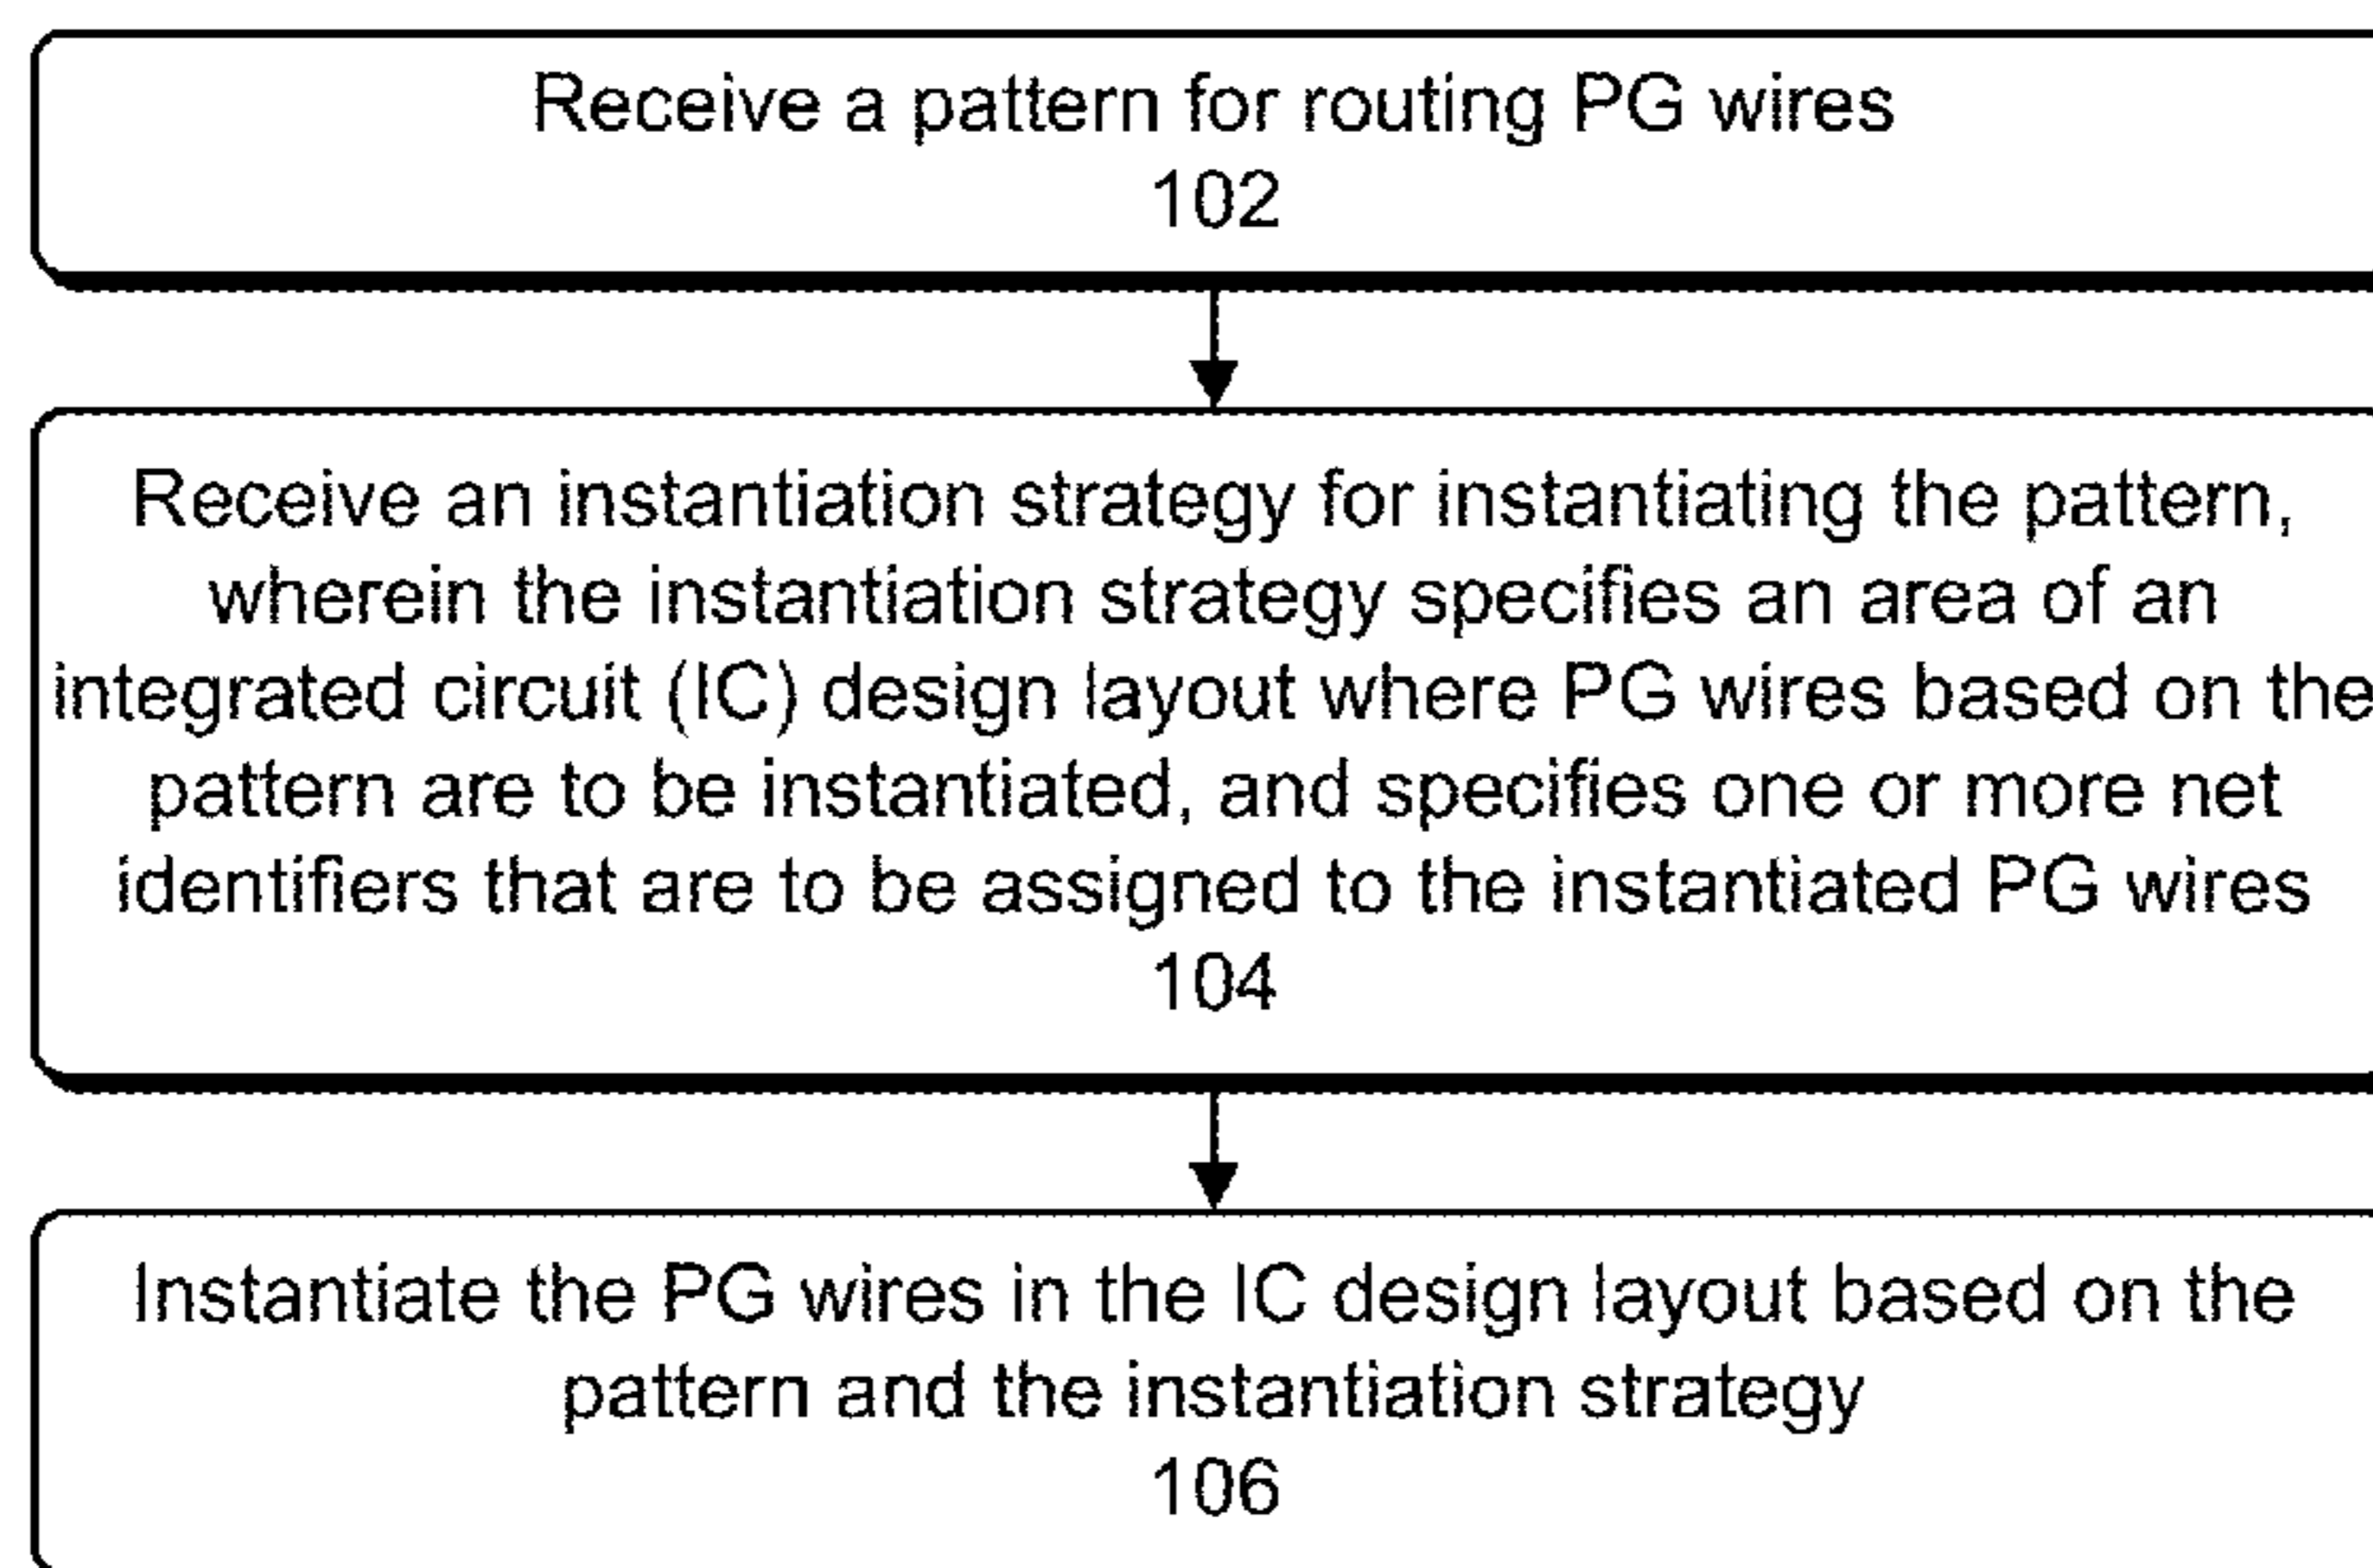 Receive a pattern for routing PG wires
102
Receive an instantiation strategy for instantiating the pattern,
wherein the instantiation strategy specifies an area of an
integrated circuit (IC) design layout where PG wires based on the
pattern are to be instantiated, and specifies one or more net
identifiers that are to be assigned to the instantiated PG wires
104
Instantiate the PG wires in the IC design layout based on the
pattern and the instantiation strategy
106